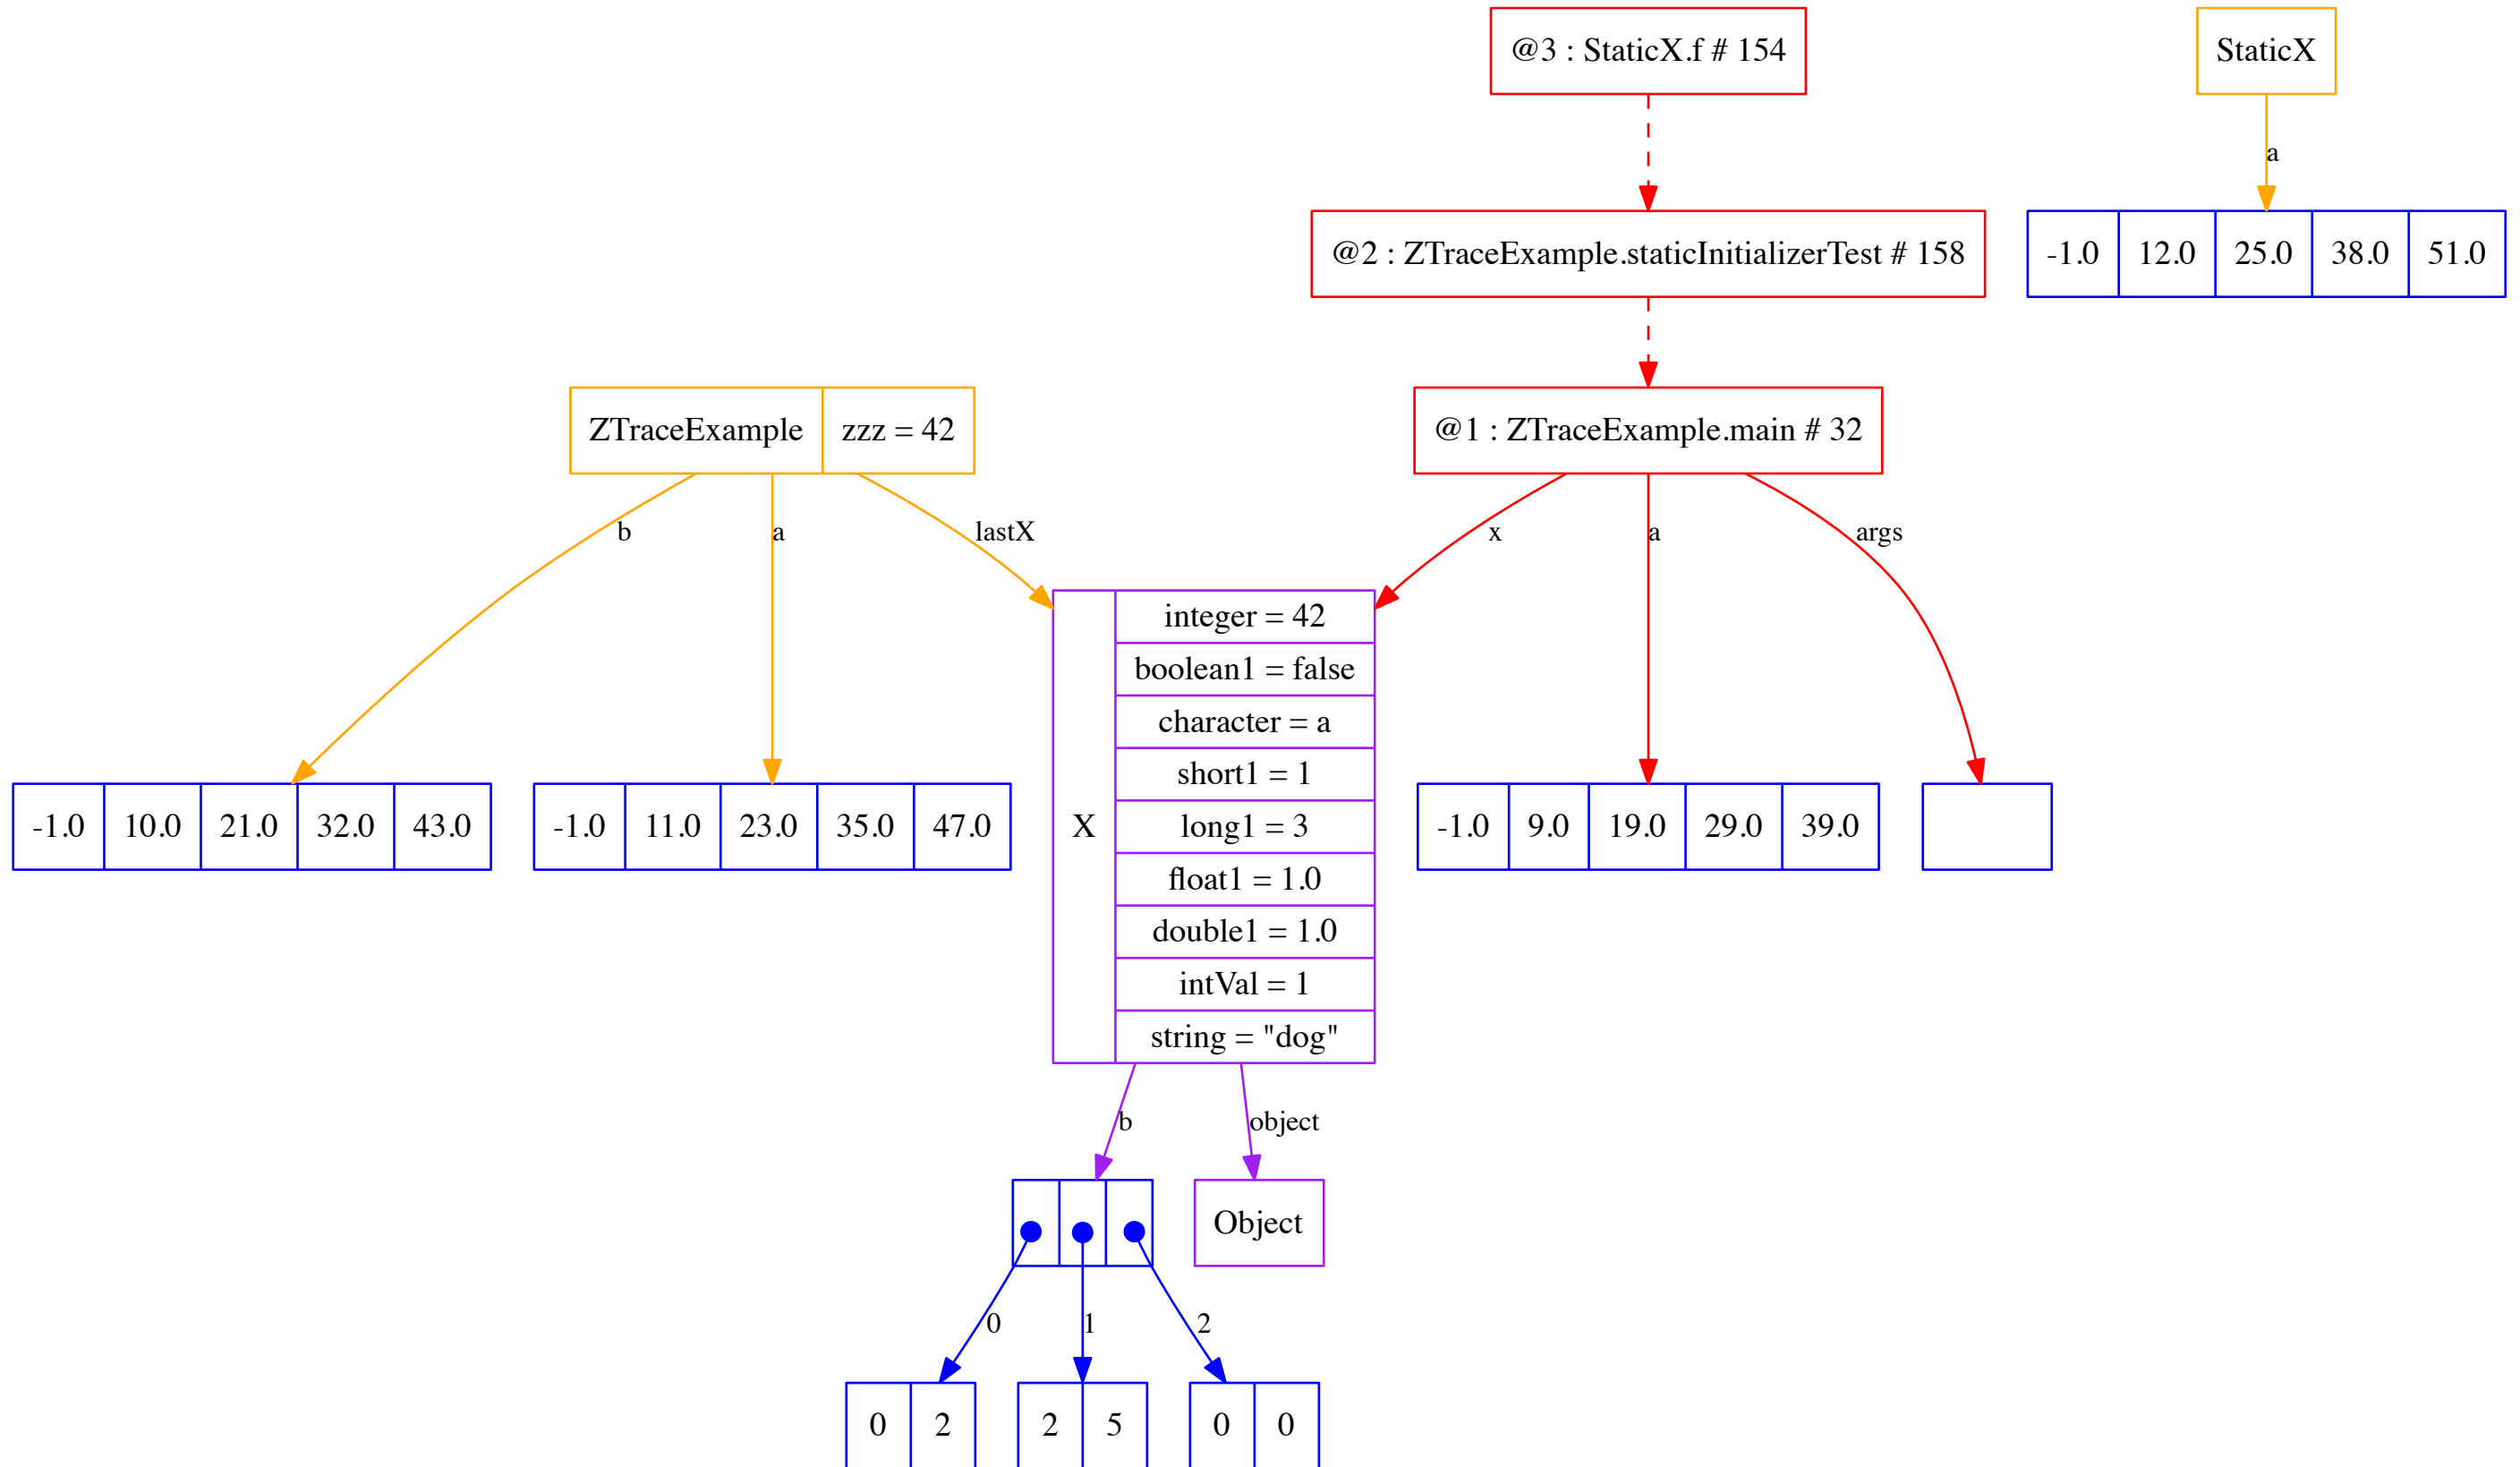 @3 : StaticX.f # 154
StaticX
a
@2 : ZTraceExample.staticInitializerTest # 158
-1.0 12.0 25.0 38.0 51.0
ZTraceExample zzz = 42
@1 : ZTraceExample.main # 32
b a lastX x a args
integer = 42
boolean1 = false
character = a
short1 = 1
-1.0 10.0 21.0 32.0 43.0
-1.0 11.0 23.0 35.0 47.0
X
long1 = 3
-1.0 9.0 19.0 29.0 39.0
float1 = 1.0
double1 = 1.0
intVal = 1
string = "dog"
b object
Object
0 1 2
0 2
2 5
0 0